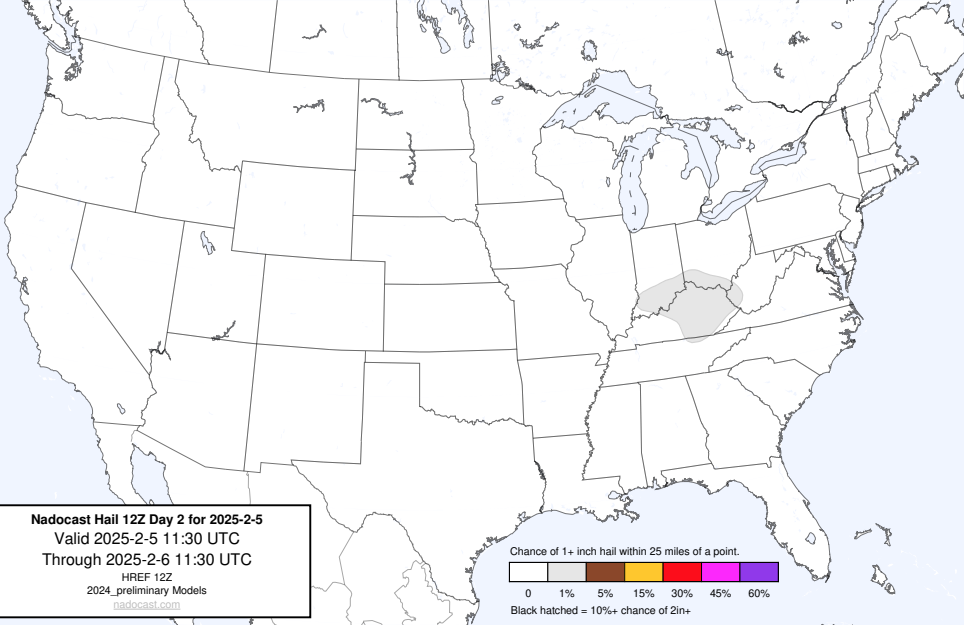 Nadocast Hail 12Z Day 2 for 2025-2-5
Valid 2025-2-5 11:30 UTC
Through 2025-2-6 11:30 UTC
HREF 12Z
2024_preliminary Models
nadocast.com
Chance of 1+ inch hail within 25 miles of a point.
0 1% 5% 15% 30% 45% 60%
Black hatched = 10%+ chance of 2in+